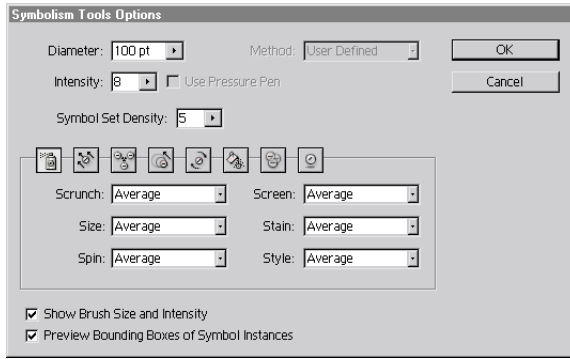 Symbolism Tools Options
Diameter: 100 pt Method: User Defined OK
Intensity: 8 Use Pressure Pen Cancel
Symbol Set Density: 5
Scrunch: Average Screen: Average
Size: Average Stain: Average
Spin: Average Style: Average
Show Brush Size and Intensity
Preview Bounding Boxes of Symbol Instances